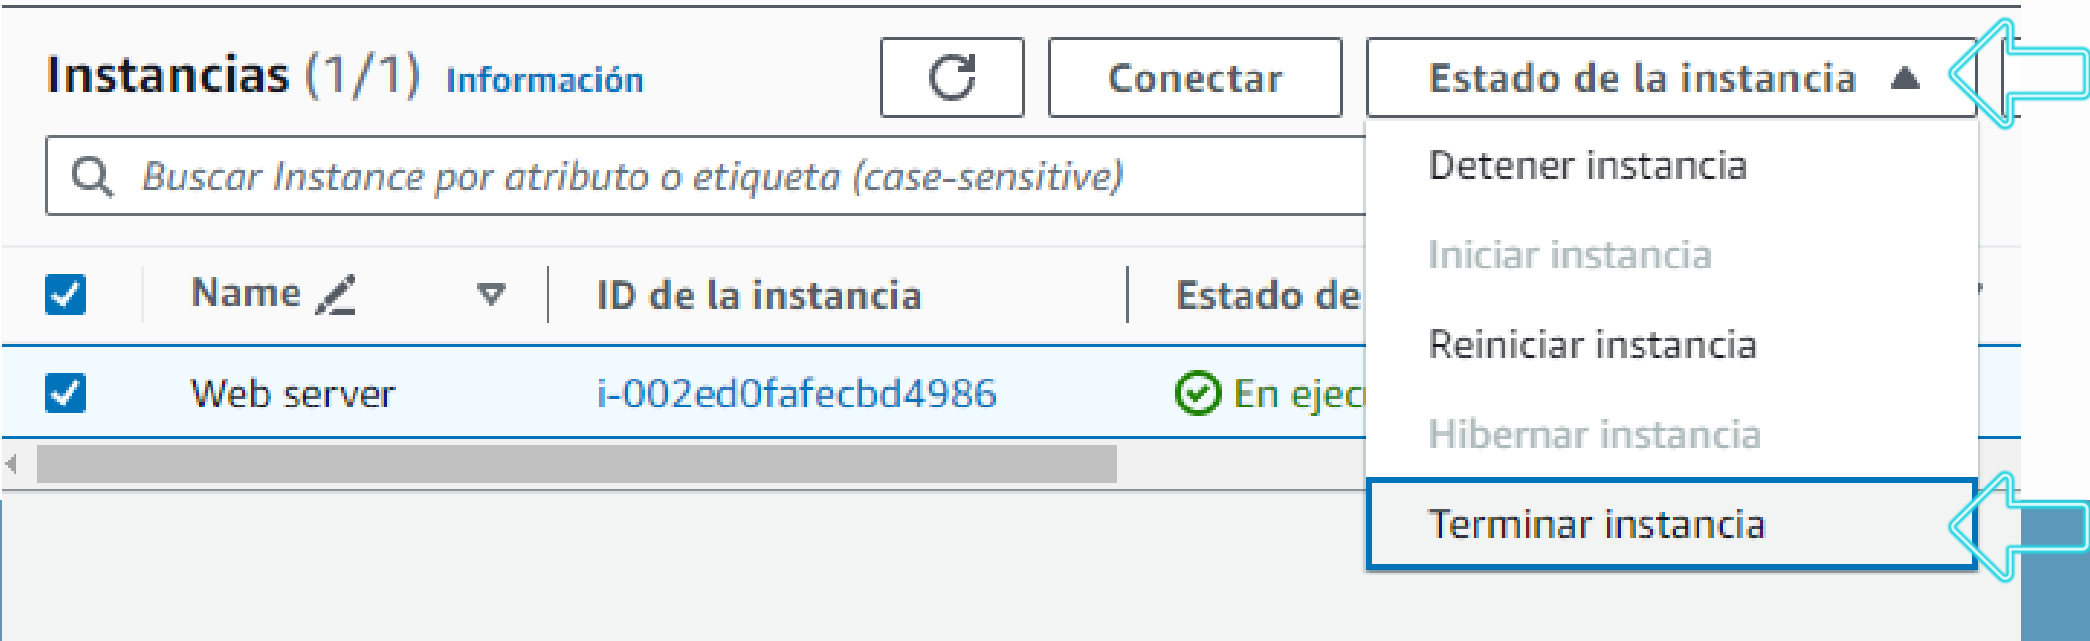 Instancias (1/1) Información
Conectar
Estado de la instancia
Buscar Instance por atributo o etiqueta (case-sensitive)
Detener instancia
Iniciar instancia
Reiniciar instancia
Hibernar instancia
Terminar instancia
Name
ID de la instancia
Estado de
Web server
i-002ed0fafecbd4986
En ejec